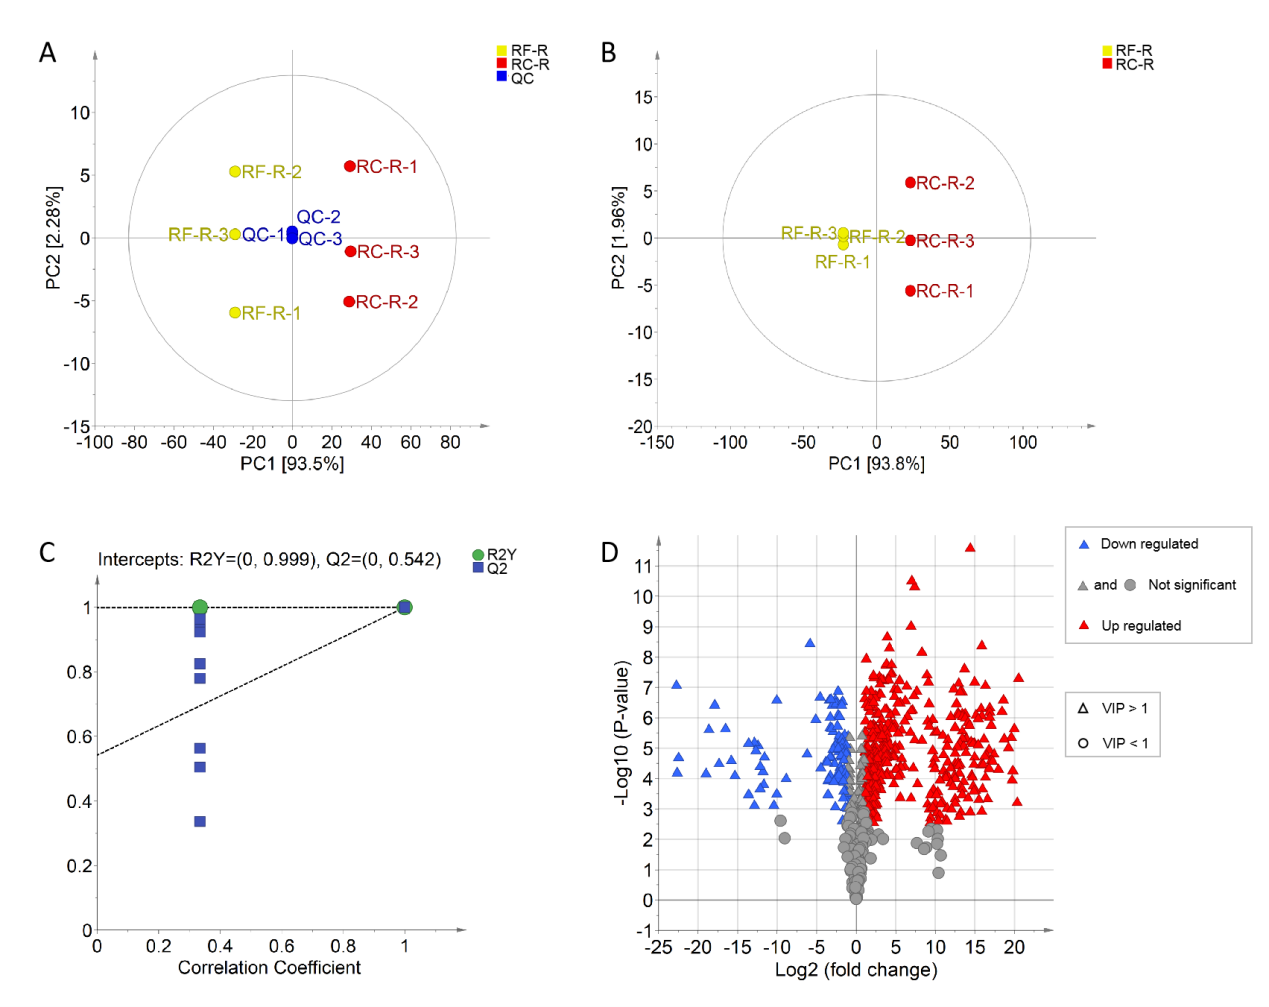 A
RF-R
RC-R
QC
10
5
0
-5
-10
-15
PC2 [2.28%]
RF-R-2
RC-R-1
QC-2
RF-R-3
QC-1
QC-3
RC-R-3
RC-R-2
RF-R-1
-100
-80
-60
-40
-20
0
20
40
60
80
PC1 [93.5%]
B
RF-R
RC-R
15
10
5
0
-5
-10
-15
-20
PC2 [1.96%]
RC-R-2
RF-R-3
RF-R-2
RC-R-3
RF-R-1
RC-R-1
-150
-100
-50
0
50
100
PC1 [93.8%]
C
Intercepts: R2Y=(0, 0.999), Q2=(0, 0.542)
R2Y
Q2
1
0.8
0.6
0.4
0.2
0
0
0.2
0.4
0.6
0.8
1
Correlation Coefficient
D
-Log10 (P-value)
11
10
9
8
7
6
5
4
3
2
1
0
-1
-25
-20
-15
-10
-5
0
5
10
15
20
Log2 (fold change)
Down regulated
and
Not significant
Up regulated
VIP > 1
VIP < 1